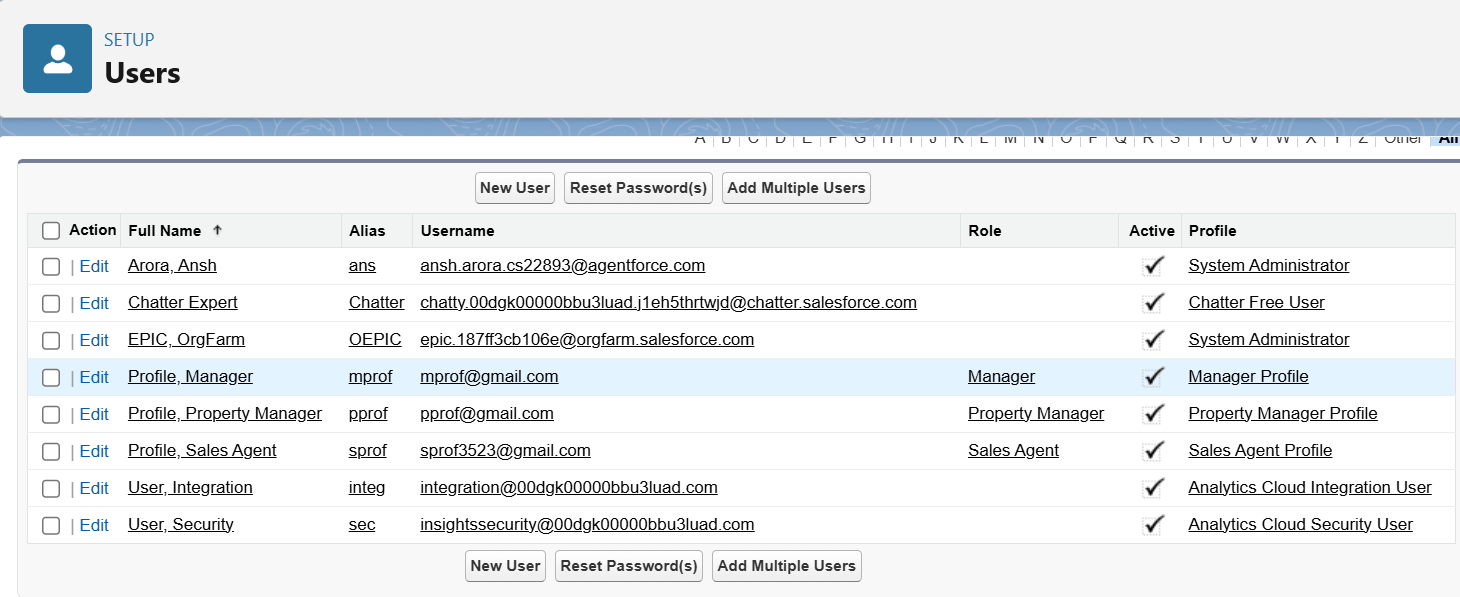 SETUP
Users
A B C D E F G H I J K L M N O P Q R S T U V W X Y Z Other All
New User Reset Password(s) Add Multiple Users
Action Full Name ↑ Alias Username Role Active Profile
| Edit Arora, Ansh ans ansh.arora.cs22893@agentforce.com System Administrator
| Edit Chatter Expert Chatter chatty.00dgk00000bbu3luad.j1eh5thrtwjd@chatter.salesforce.com Chatter Free User
| Edit EPIC, OrgFarm OEPIC epic.187ff3cb106e@orgfarm.salesforce.com System Administrator
| Edit Profile, Manager mprof mprof@gmail.com Manager Manager Profile
| Edit Profile, Property Manager pprof pprof@gmail.com Property Manager Property Manager Profile
| Edit Profile, Sales Agent sprof sprof3523@gmail.com Sales Agent Sales Agent Profile
| Edit User, Integration integ integration@00dgk00000bbu3luad.com Analytics Cloud Integration User
| Edit User, Security sec insightssecurity@00dgk00000bbu3luad.com Analytics Cloud Security User
New User Reset Password(s) Add Multiple Users